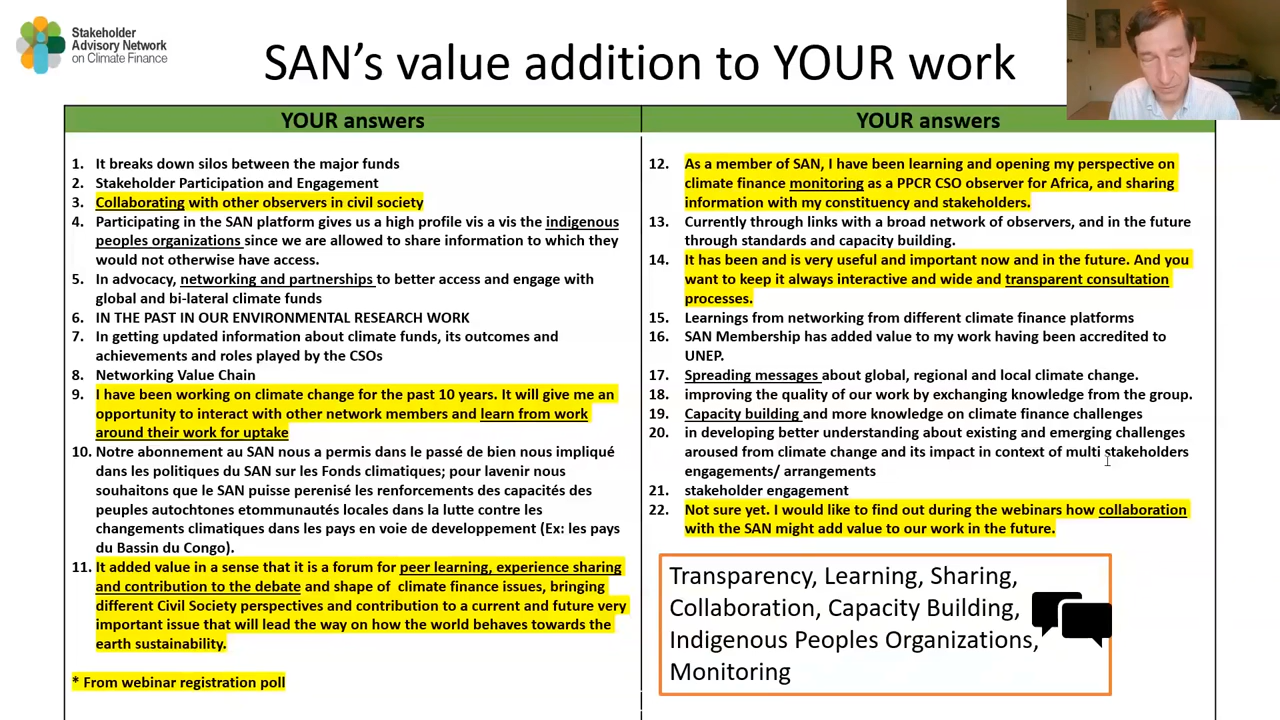 Stakeholder
Advisory Network
on Climate Finance
SAN's value addition to YOUR work
YOUR answers
1. It breaks down silos between the major funds
2. Stakeholder Participation and Engagement
3. Collaborating with other observers in civil society
4. Participating in the SAN platform gives us a high profile vis a vis the indigenous
peoples organizations since we are allowed to share information to which they
would not otherwise have access.
5. In advocacy, networking and partnerships to better access and engage with
global and bi-lateral climate funds
6. IN THE PAST IN OUR ENVIRONMENTAL RESEARCH WORK
7. In getting updated information about climate funds, its outcomes and
achievements and roles played by the CSOs
8. Networking Value Chain
9. I have been working on climate change for the past 10 years. It will give me an
opportunity to interact with other network members and learn from work
around their work for uptake
10. Notre abonnement au SAN nous a permis dans le passé de bien nous impliqué
dans les politiques du SAN sur les Fonds climatiques; pour lavenir nous
souhaitons que le SAN puisse perenisé les renforcements des capacités des
peuples autochtones etommunautés locales dans la lutte contre les
changements climatiques dans les pays en voie de developpement (Ex: les pays
du Bassin du Congo).
11. It added value in a sense that it is a forum for peer learning, experience sharing
and contribution to the debate and shape of climate finance issues, bringing
different Civil Society perspectives and contribution to a current and future very
important issue that will lead the way on how the world behaves towards the
earth sustainability.
* From webinar registration poll
YOUR answers
12. As a member of SAN, I have been learning and opening my perspective on
climate finance monitoring as a PPCR CSO observer for Africa, and sharing
information with my constituency and stakeholders.
13. Currently through links with a broad network of observers, and in the future
through standards and capacity building.
14. It has been and is very useful and important now and in the future. And you
want to keep it always interactive and wide and transparent consultation
processes.
15. Learnings from networking from different climate finance platforms
16. SAN Membership has added value to my work having been accredited to
UNEP.
17. Spreading messages about global, regional and local climate change.
18. improving the quality of our work by exchanging knowledge from the group.
19. Capacity building and more knowledge on climate finance challenges
20. in developing better understanding about existing and emerging challenges
aroused from climate change and its impact in context of multi stakeholders
engagements/ arrangements
21. stakeholder engagement
22. Not sure yet. I would like to find out during the webinars how collaboration
with the SAN might add value to our work in the future.
Transparency, Learning, Sharing,
Collaboration, Capacity Building,
Indigenous Peoples Organizations,
Monitoring